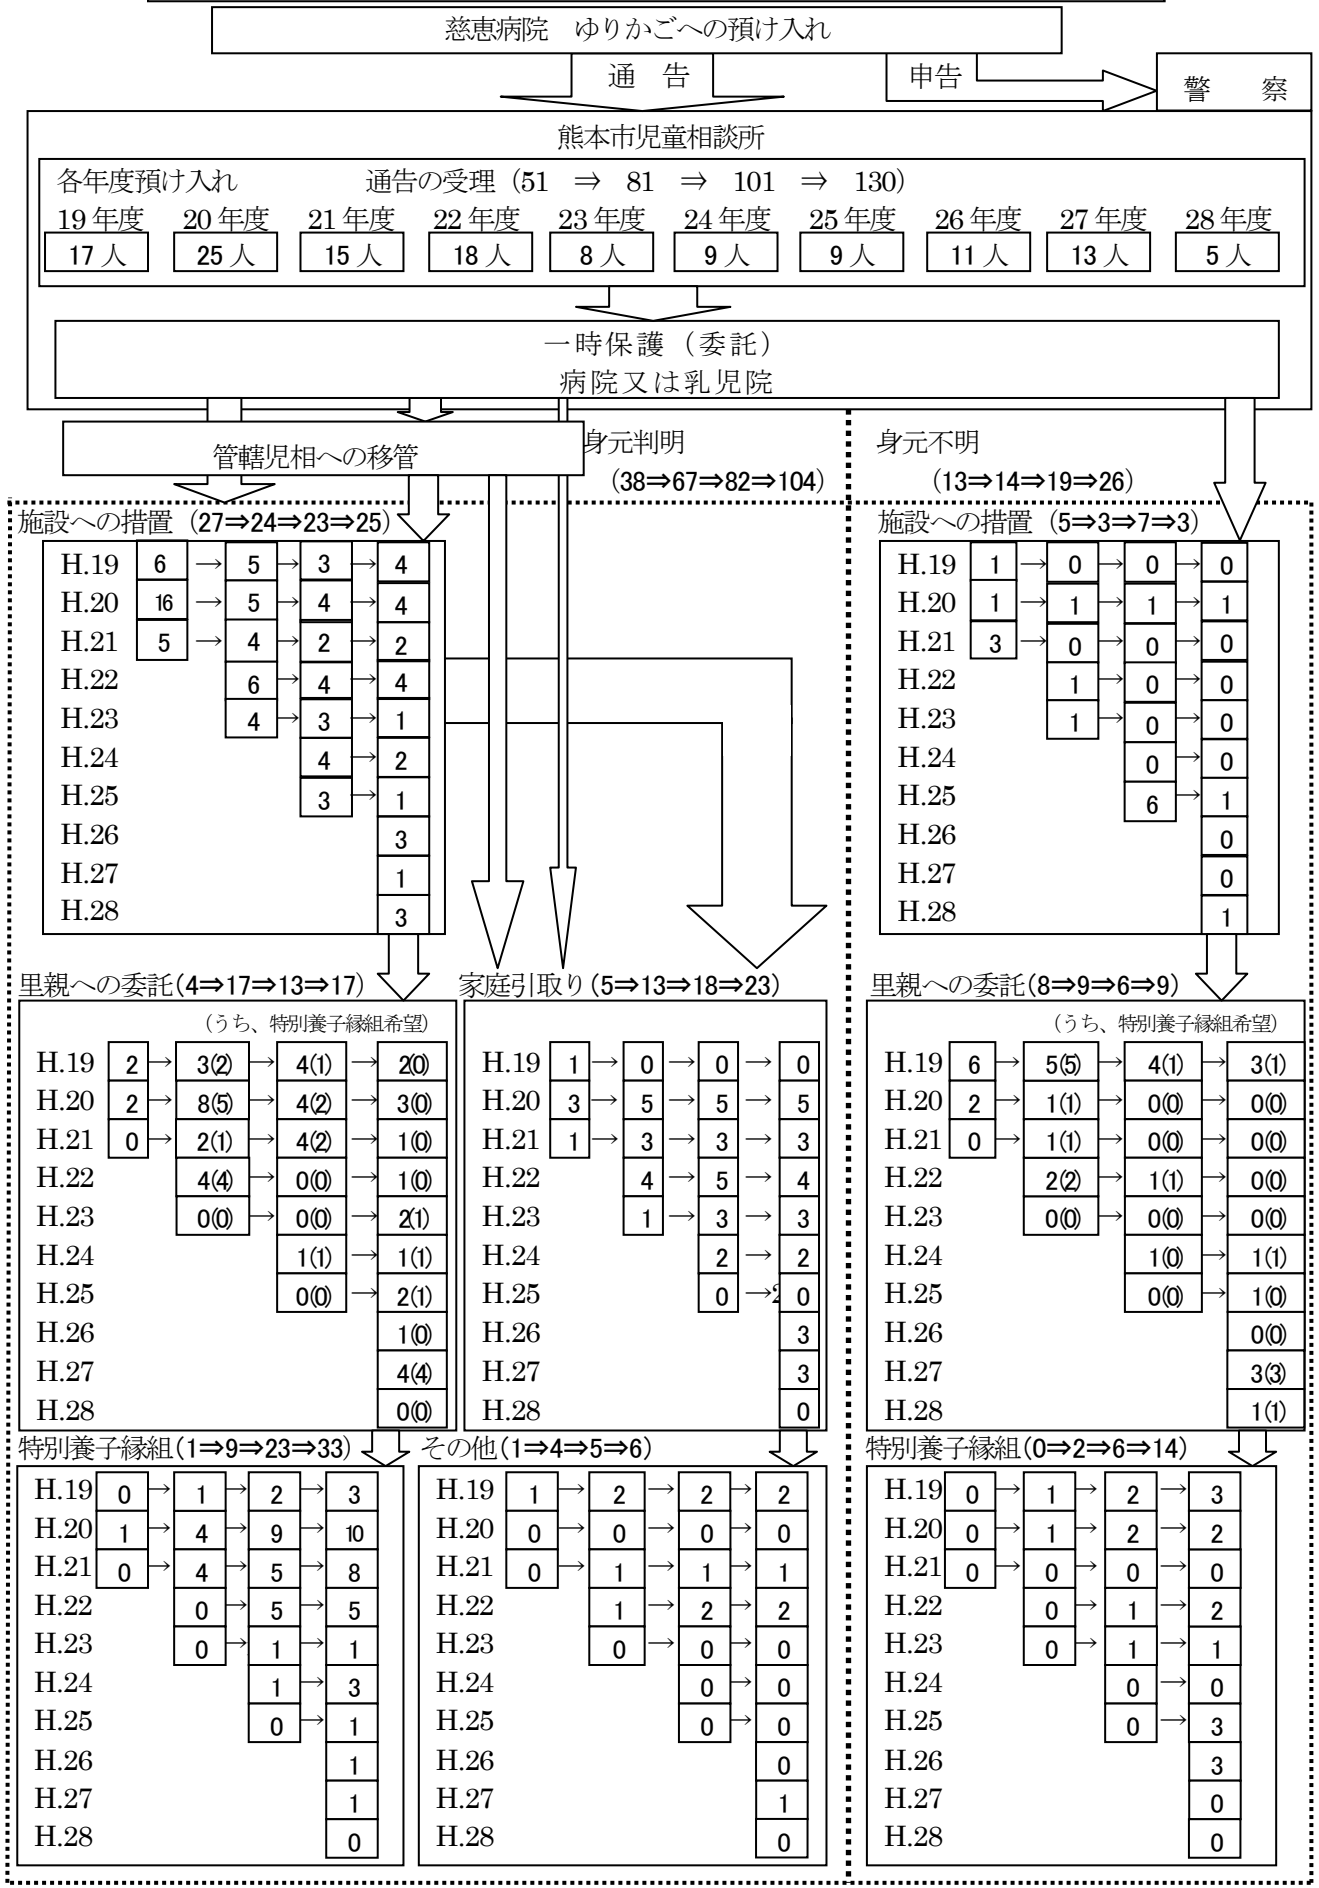 慈恵病院　ゆりかごへの預け入れ
通　告
申告
警　察
熊本市児童相談所
各年度預け入れ　通告の受理（51　⇒　81　⇒　101　⇒　130）
19年度　20年度　21年度　22年度　23年度　24年度　25年度　26年度　27年度　28年度
17人　25人　15人　18人　8人　9人　9人　11人　13人　5人
一時保護（委託）
病院又は乳児院
管轄児相への移管
身元判明
(38⇒67⇒82⇒104)
身元不明
(13⇒14⇒19⇒26)
施設への措置（27⇒24⇒23⇒25）
H.19 6 → 5 → 3 → 4
H.20 16 → 5 → 4 → 4
H.21 5 → 4 → 2 → 2
H.22 6 → 4 → 4
H.23 4 → 3 → 1
H.24 4 → 2
H.25 3 → 1
H.26 3
H.27 1
H.28 3
施設への措置（5⇒3⇒7⇒3）
H.19 1 → 0 → 0 → 0
H.20 1 → 1 → 1 → 1
H.21 3 → 0 → 0 → 0
H.22 1 → 0 → 0
H.23 1 → 0 → 0
H.24 0 → 0
H.25 6 → 1
H.26 0
H.27 0
H.28 1
里親への委託(4⇒17⇒13⇒17)
（うち、特別養子縁組希望）
H.19 2 → 3(2) → 4(1) → 2(0)
H.20 2 → 8(5) → 4(2) → 3(0)
H.21 0 → 2(1) → 4(2) → 1(0)
H.22 4(4) → 0(0) → 1(0)
H.23 0(0) → 0(0) → 2(1)
H.24 1(1) → 1(1)
H.25 0(0) → 2(1)
H.26 1(0)
H.27 4(4)
H.28 0(0)
家庭引取り(5⇒13⇒18⇒23)
H.19 1 → 0 → 0 → 0
H.20 3 → 5 → 5 → 5
H.21 1 → 3 → 3 → 3
H.22 4 → 5 → 4
H.23 1 → 3 → 3
H.24 2 → 2
H.25 0 → 0
H.26 3
H.27 3
H.28 0
里親への委託(8⇒9⇒6⇒9)
（うち、特別養子縁組希望）
H.19 6 → 5(5) → 4(1) → 3(1)
H.20 2 → 1(1) → 0(0) → 0(0)
H.21 0 → 1(1) → 0(0) → 0(0)
H.22 2(2) → 1(1) → 0(0)
H.23 0(0) → 0(0) → 0(0)
H.24 1(0) → 1(1)
H.25 0(0) → 1(0)
H.26 0(0)
H.27 3(3)
H.28 1(1)
特別養子縁組(1⇒9⇒23⇒33)
H.19 0 → 1 → 2 → 3
H.20 1 → 4 → 9 → 10
H.21 0 → 4 → 5 → 8
H.22 0 → 5 → 5
H.23 0 → 1 → 1
H.24 1 → 3
H.25 0 → 1
H.26 1
H.27 1
H.28 0
その他(1⇒4⇒5⇒6)
H.19 1 → 2 → 2 → 2
H.20 0 → 0 → 0 → 0
H.21 0 → 1 → 1 → 1
H.22 1 → 2 → 2
H.23 0 → 0 → 0
H.24 0 → 0
H.25 0 → 0
H.26 0
H.27 1
H.28 0
特別養子縁組(0⇒2⇒6⇒14)
H.19 0 → 1 → 2 → 3
H.20 0 → 1 → 2 → 2
H.21 0 → 0 → 0 → 0
H.22 0 → 1 → 2
H.23 0 → 1 → 1
H.24 0 → 0
H.25 0 → 3
H.26 3
H.27 0
H.28 0